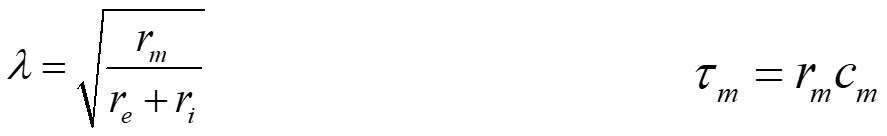 λ = √(r_m / (r_e + r_i))
τ_m = r_m c_m